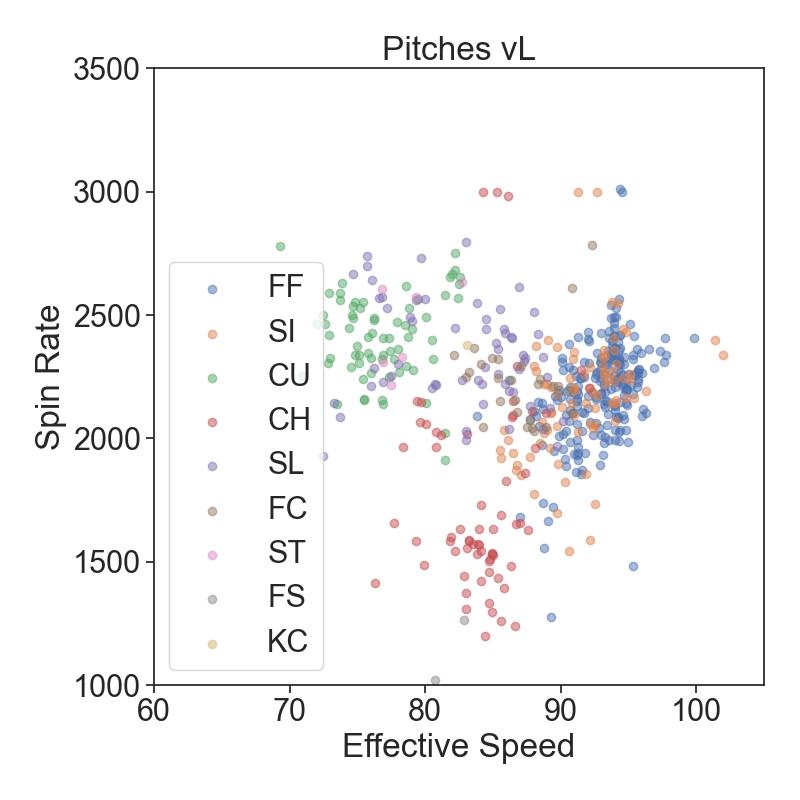 Pitches vL
3500
3000
2500
2000
1500
1000
Spin Rate
FF
SI
CU
CH
SL
FC
ST
FS
KC
60 70 80 90 100
Effective Speed